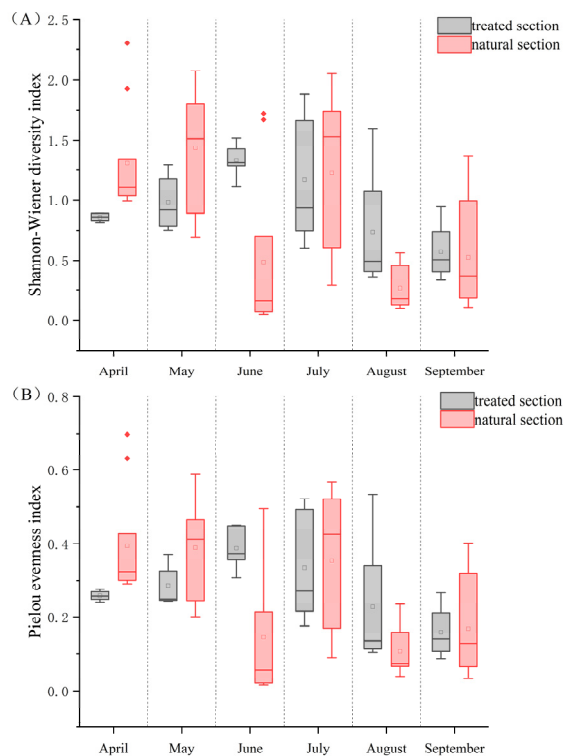 (A)
2.5
2.0
1.5
1.0
0.5
0.0
Shannon-Wiener diversity index
treated section
natural section
April May June July August September
(B)
0.8
0.6
0.4
0.2
0.0
Pielou evenness index
treated section
natural section
April May June July August September